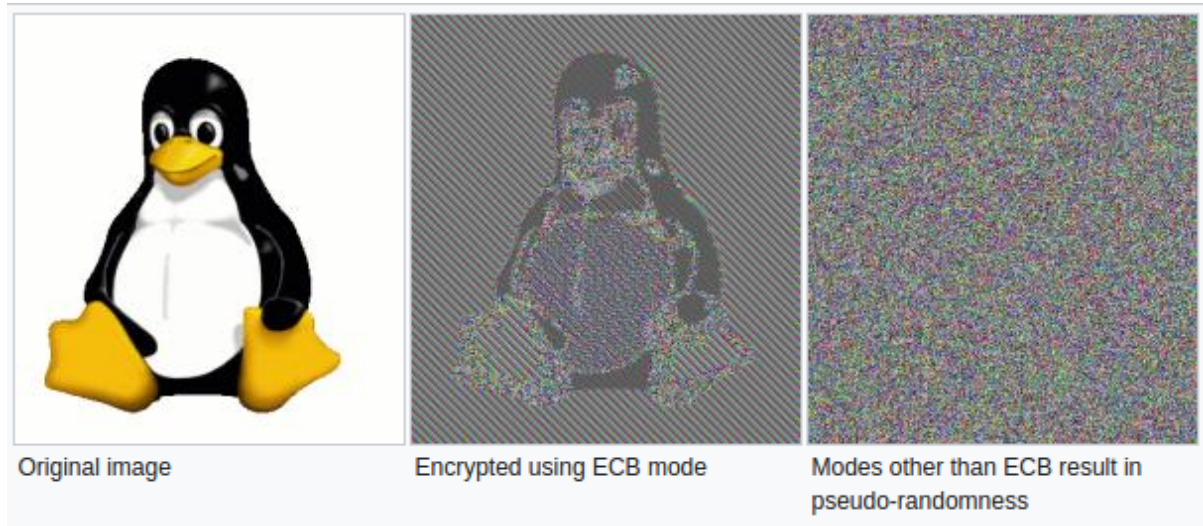 Original image
Encrypted using ECB mode
Modes other than ECB result in
pseudo-randomness